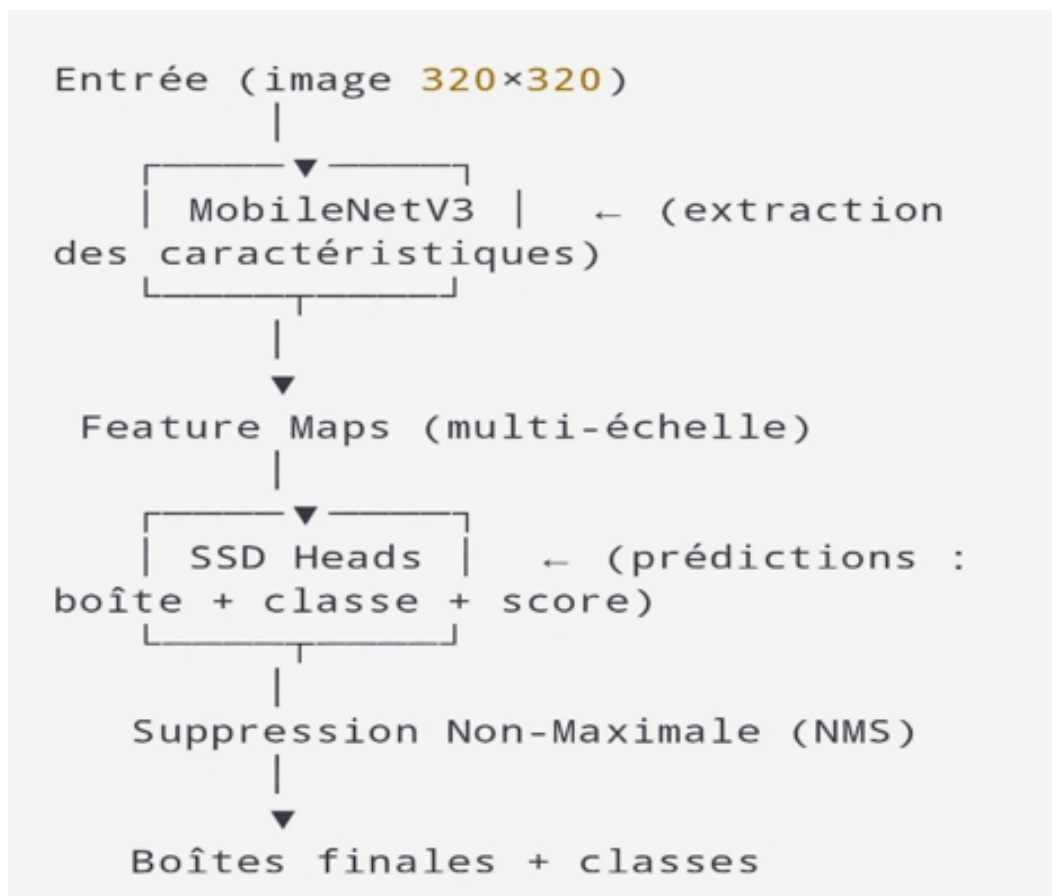 Entrée (image 320×320)
MobileNetV3 ← (extraction
des caractéristiques)
Feature Maps (multi-échelle)
SSD Heads ← (prédictions :
boîte + classe + score)
Suppression Non-Maximale (NMS)
Boîtes finales + classes